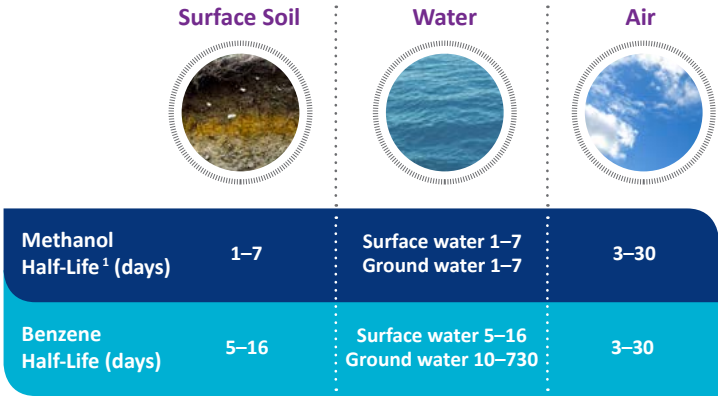 Surface Soil
Water
Air
Methanol
Half-Life¹ (days)
1–7
Surface water 1–7
Ground water 1–7
3–30
Benzene
Half-Life (days)
5–16
Surface water 5–16
Ground water 10–730
3–30